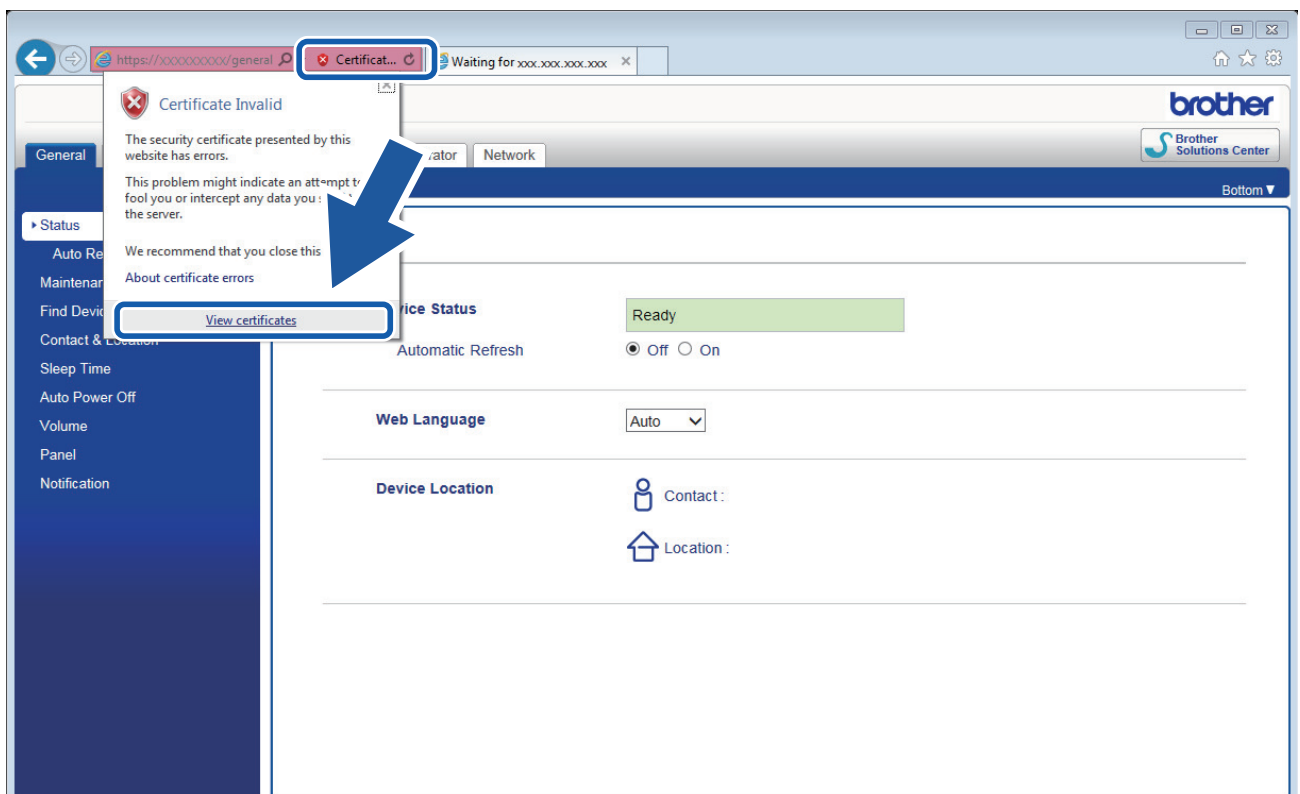 https://xxxxxxxxx/general
Certificat...
Waiting for xxx.xxx.xxx.xxx
Certificate Invalid
The security certificate presented by this
website has errors.
This problem might indicate an attempt to
fool you or intercept any data you
the server.
We recommend that you close this
About certificate errors
View certificates
brother
Brother
Solutions Center
General
Network
Bottom▼
Status
Auto Re
Maintenan
Find Devic
Contact & Location
Sleep Time
Auto Power Off
Volume
Panel
Notification
vice Status
Ready
Automatic Refresh
Off
On
Web Language
Auto
Device Location
Contact :
Location :